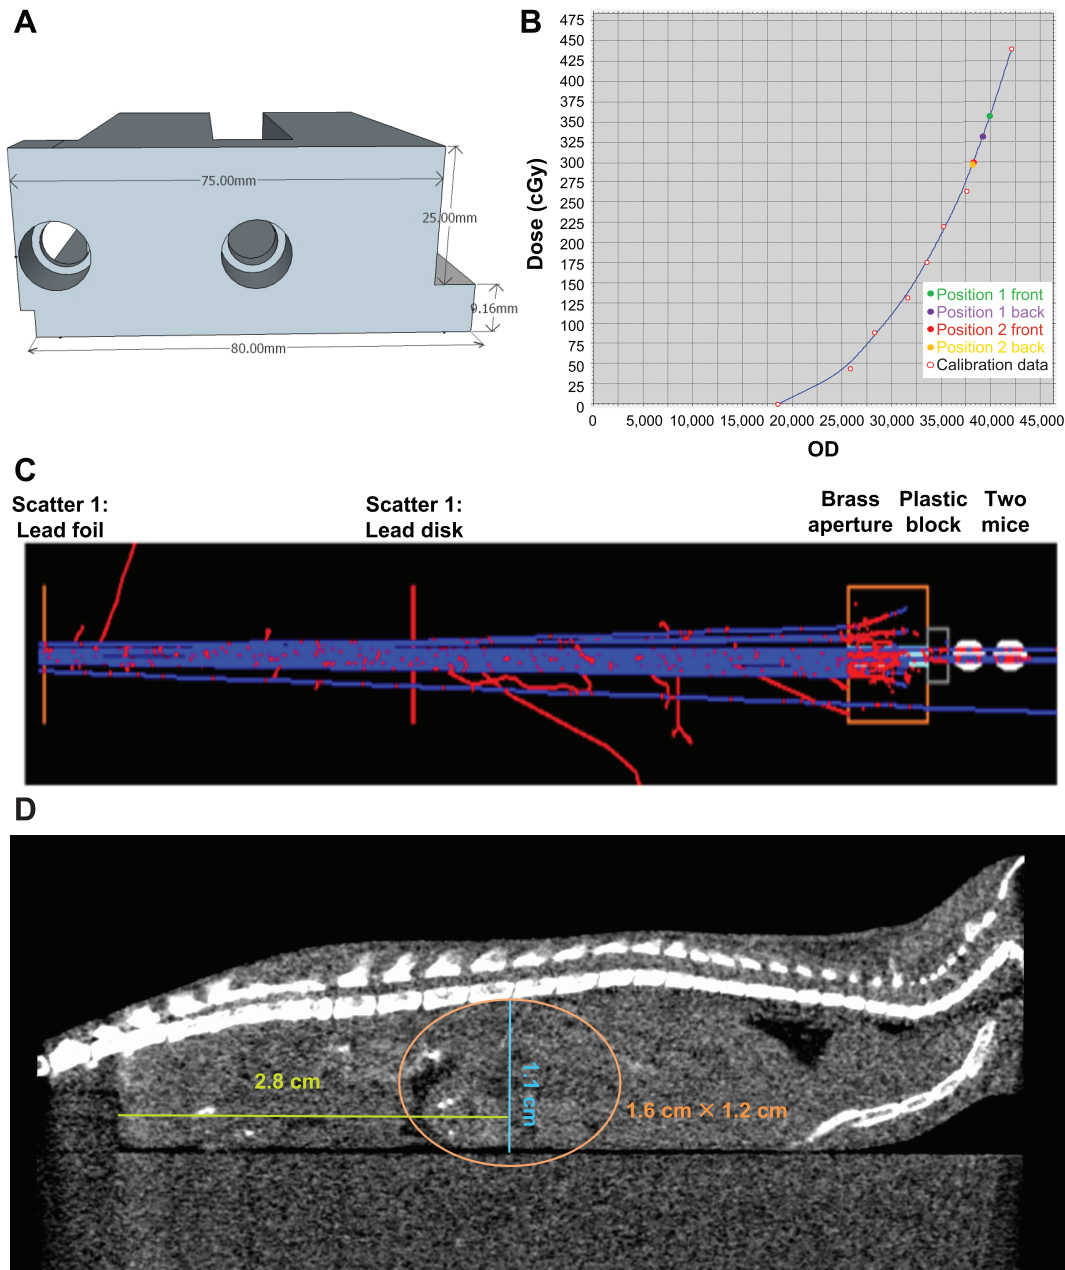 A
75.00mm
25.00mm
9.16mm
80.00mm
B
Dose (cGy)
475
450
425
400
375
350
325
300
275
250
225
200
175
150
125
100
75
50
25
0
0 5,000 10,000 15,000 20,000 25,000 30,000 35,000 40,000 45,000
OD
Position 1 front
Position 1 back
Position 2 front
Position 2 back
Calibration data
C
Scatter 1:
Lead foil
Scatter 1:
Lead disk
Brass
aperture
Plastic
block
Two
mice
D
2.8 cm
1.1 cm
1.6 cm × 1.2 cm